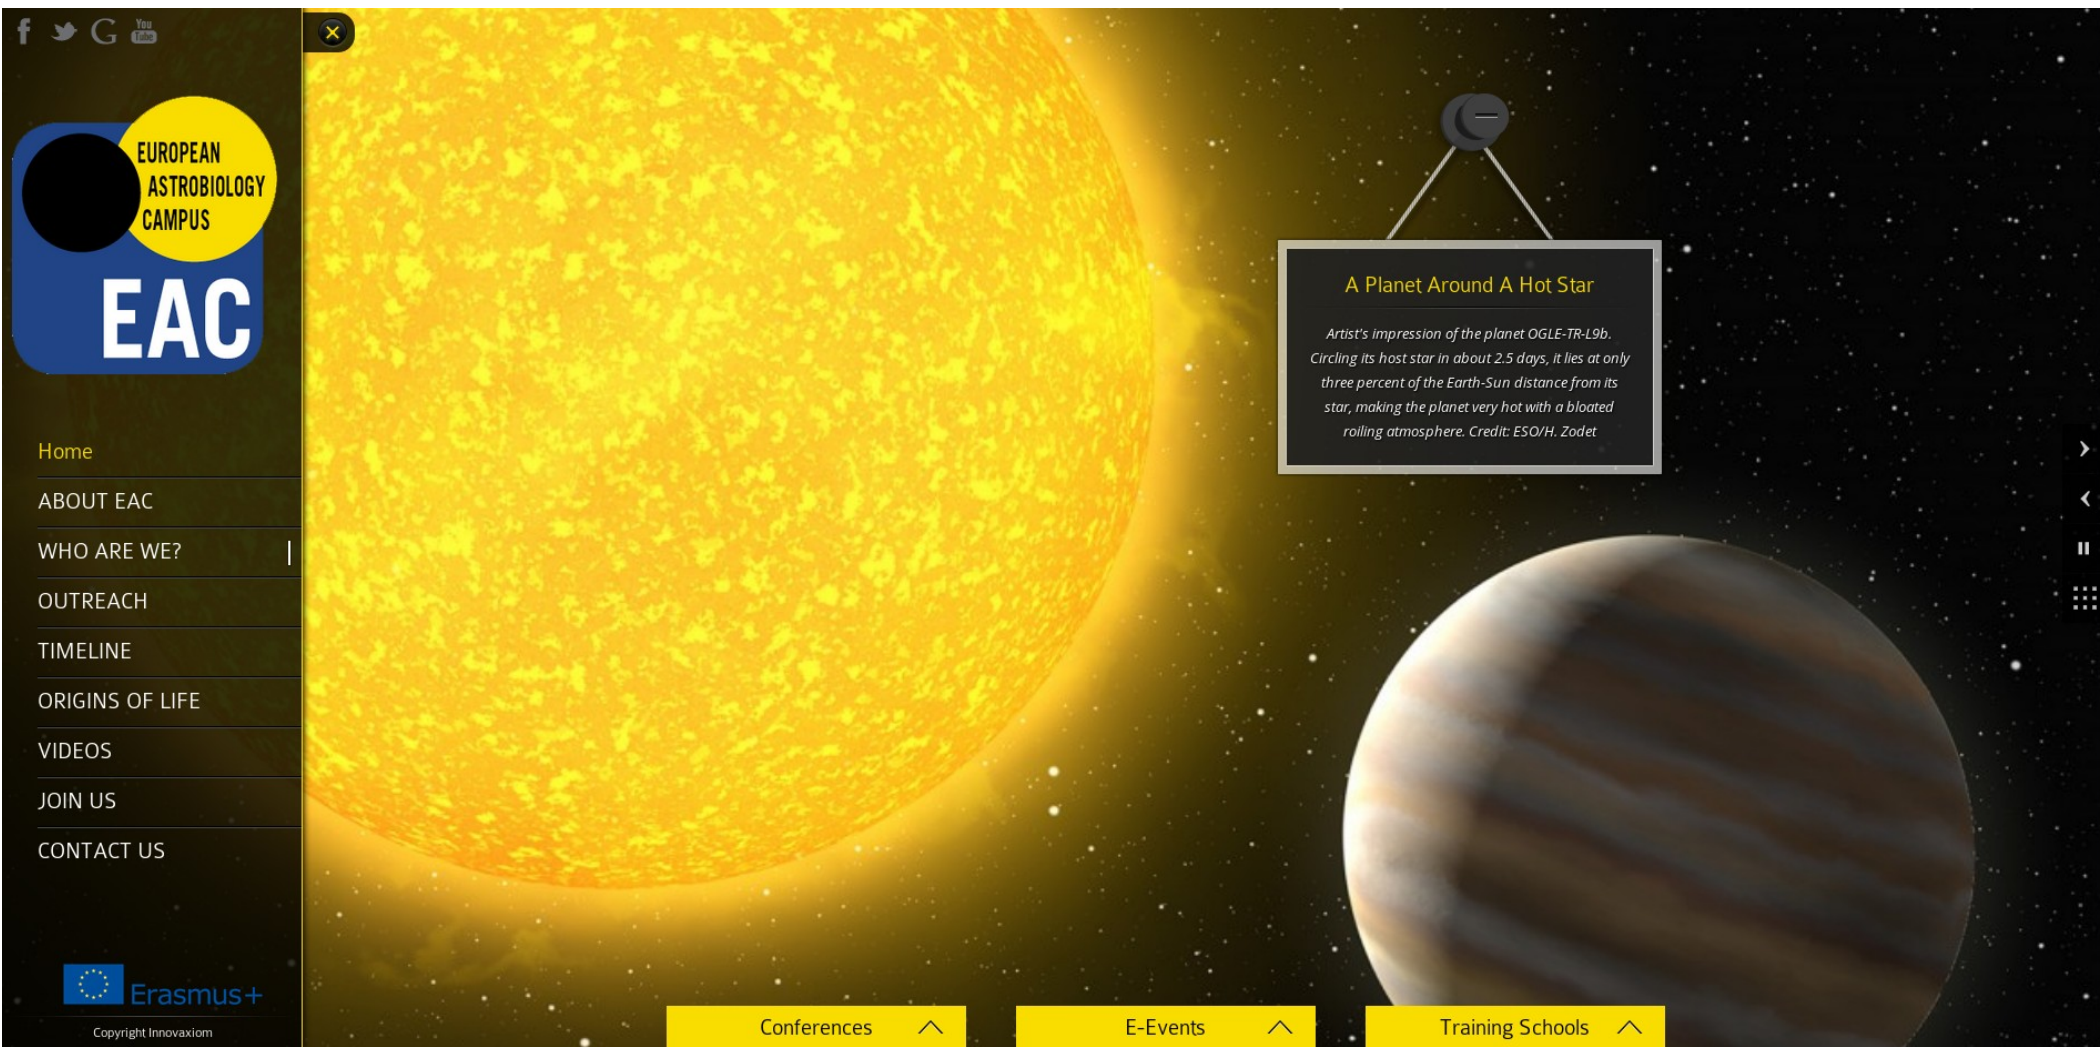 You
Tube
EUROPEAN
ASTROBIOLOGY
CAMPUS
EAC
Home
ABOUT EAC
WHO ARE WE?
OUTREACH
TIMELINE
ORIGINS OF LIFE
VIDEOS
JOIN US
CONTACT US
Erasmus+
Copyright Innovaxiom
A Planet Around A Hot Star
Artist's impression of the planet OGLE-TR-L9b.
Circling its host star in about 2.5 days, it lies at only
three percent of the Earth-Sun distance from its
star, making the planet very hot with a bloated
roiling atmosphere. Credit: ESO/H. Zodet
Conferences
E-Events
Training Schools